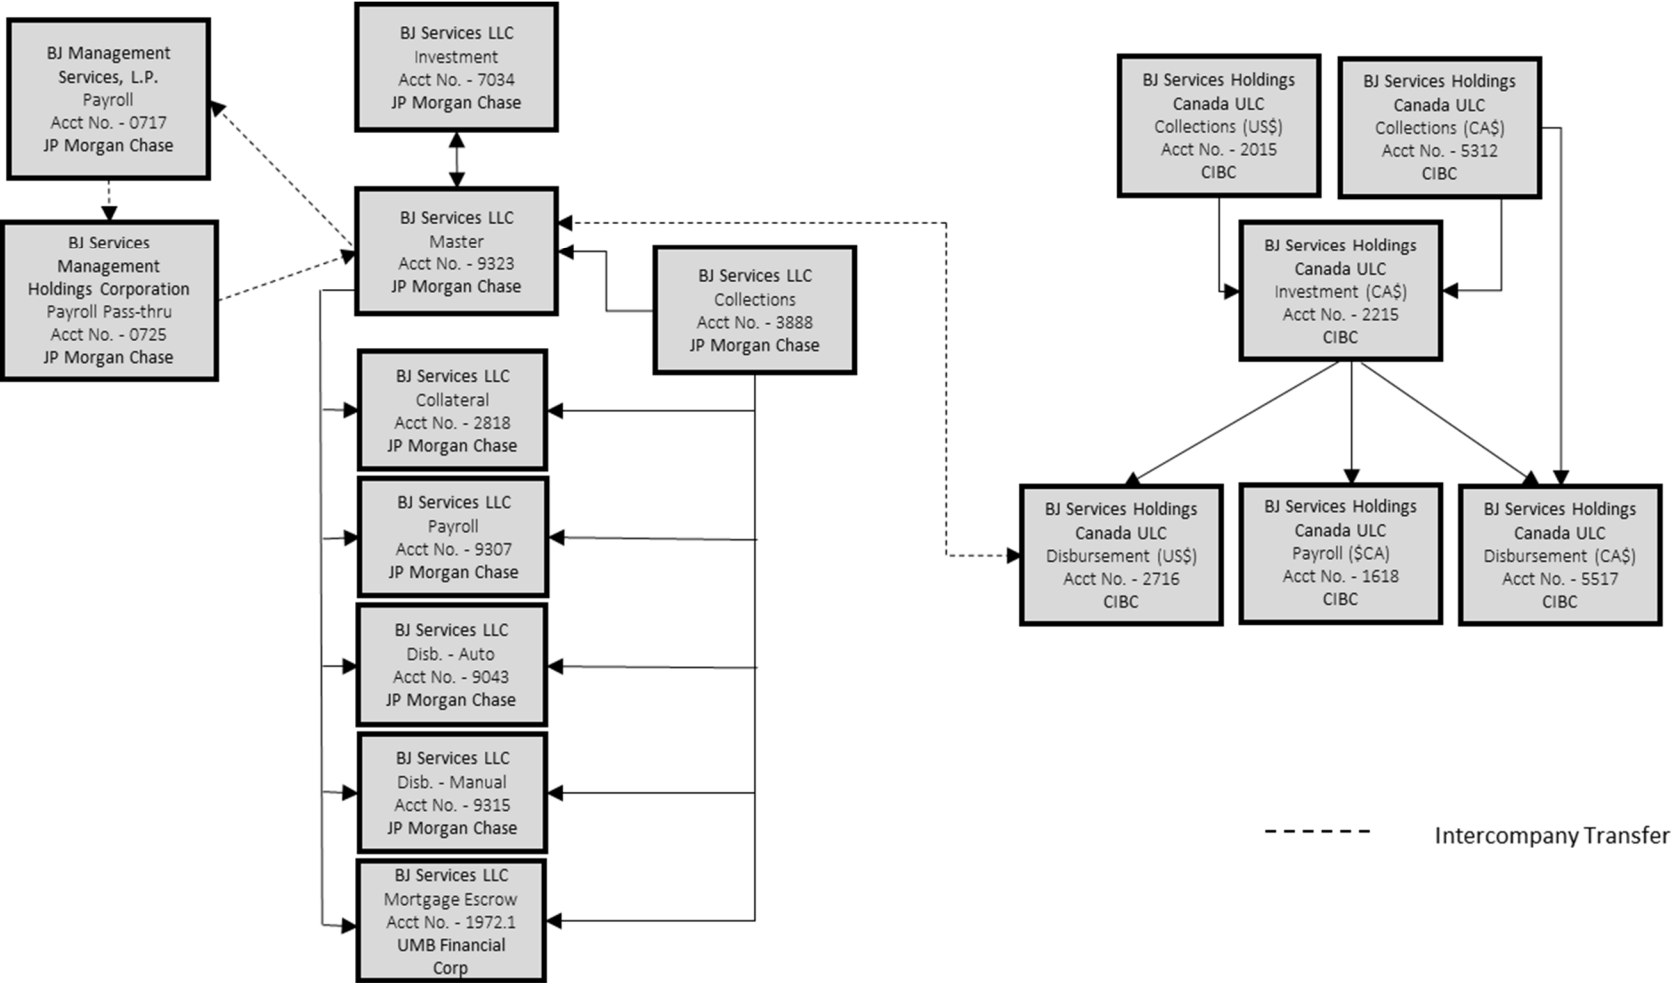 BJ Management
Services, L.P.
Payroll
Acct No. - 0717
JP Morgan Chase
BJ Services
Management
Holdings Corporation
Payroll Pass-thru
Acct No. - 0725
JP Morgan Chase
BJ Services LLC
Investment
Acct No. - 7034
JP Morgan Chase
BJ Services LLC
Master
Acct No. - 9323
JP Morgan Chase
BJ Services LLC
Collections
Acct No. - 3888
JP Morgan Chase
BJ Services LLC
Collateral
Acct No. - 2818
JP Morgan Chase
BJ Services LLC
Payroll
Acct No. - 9307
JP Morgan Chase
BJ Services LLC
Disb. - Auto
Acct No. - 9043
JP Morgan Chase
BJ Services LLC
Disb. - Manual
Acct No. - 9315
JP Morgan Chase
BJ Services LLC
Mortgage Escrow
Acct No. - 1972.1
UMB Financial
Corp
BJ Services Holdings
Canada ULC
Collections (US$)
Acct No. - 2015
CIBC
BJ Services Holdings
Canada ULC
Collections (CA$)
Acct No. - 5312
CIBC
BJ Services Holdings
Canada ULC
Investment (CA$)
Acct No. - 2215
CIBC
BJ Services Holdings
Canada ULC
Disbursement (US$)
Acct No. - 2716
CIBC
BJ Services Holdings
Canada ULC
Payroll ($CA)
Acct No. - 1618
CIBC
BJ Services Holdings
Canada ULC
Disbursement (CA$)
Acct No. - 5517
CIBC
Intercompany Transfer